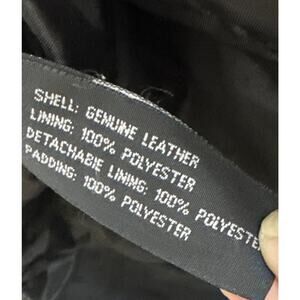 SHELL: GENUINE LEATHER
LINING: 100% POLYESTER
DETACHABLE LINING: 100% POLYESTER
PADDING: 100% POLYESTER